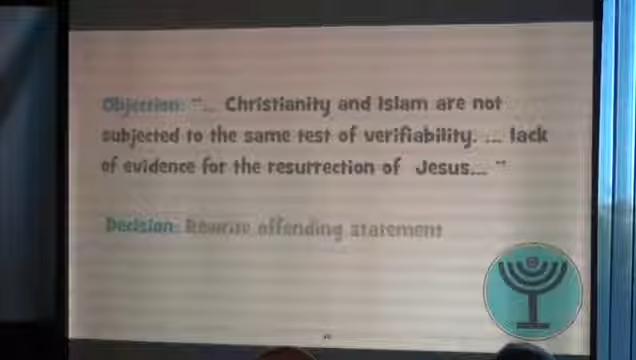 Objection: "... Christianity and Islam are not
subjected to the same test of verifiability. ... lack
of evidence for the resurrection of Jesus... "
Decision: Rewrite offending statement